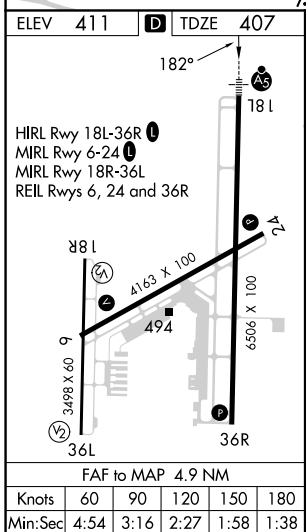 ELEV 411 D TDZE 407
182°
A5
18L
HIRL Rwy 18L-36R L
MIRL Rwy 6-24 L
MIRL Rwy 18R-36L
REIL Rwys 6, 24 and 36R
18R
V2
V
4163 X 100
P
24
6
494
3498 X 60
6506 X 100
V2
P
36L
36R
FAF to MAP 4.9 NM
Knots 60 90 120 150 180
Min:Sec 4:54 3:16 2:27 1:58 1:38